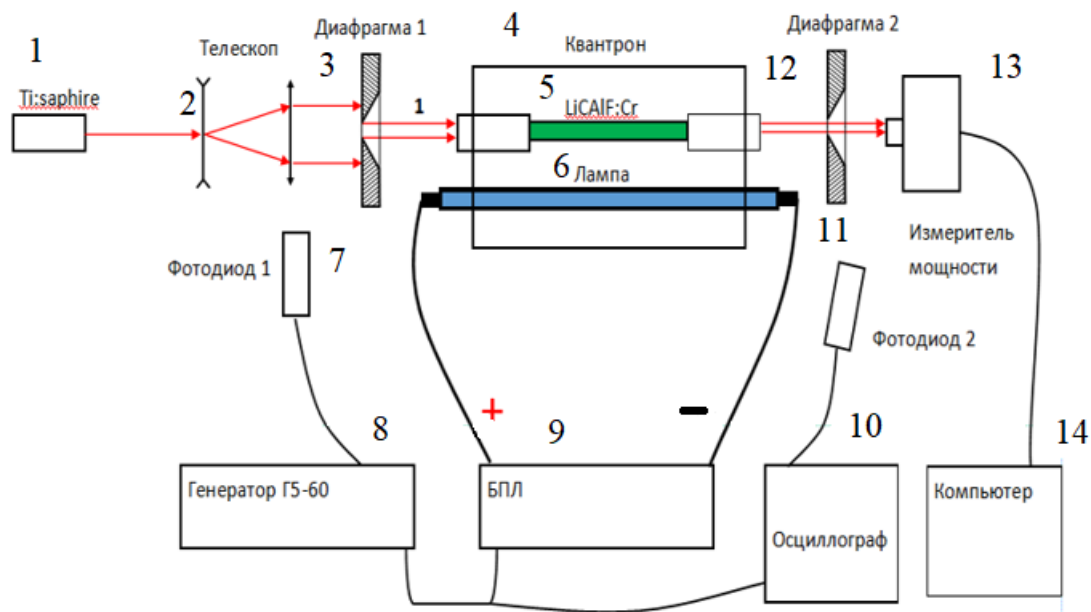 1
Ti:saphire
Телескоп
2
3
Диафрагма 1
1
4
Квантрон
5
LiCAlF:Cr
6
Лампа
12
Диафрагма 2
13
Измеритель
мощности
Фотодиод 1
7
11
Фотодиод 2
+
−
8
Генератор Г5-60
9
БПЛ
10
Осциллограф
14
Компьютер